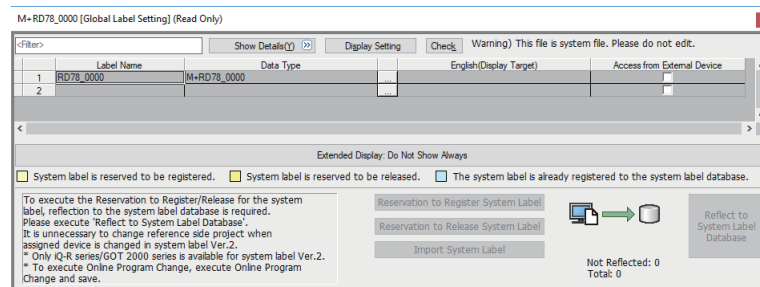 M+RD78_0000 [Global Label Setting] (Read Only)
<Filter>
Show Details(Y)
Display Setting
Check
Warning) This file is system file. Please do not edit.
Label Name
Data Type
English(Display Target)
Access from External Device
1
RD78_0000
M+RD78_0000
...
2
...
Extended Display: Do Not Show Always
System label is reserved to be registered.
System label is reserved to be released.
The system label is already registered to the system label database.
To execute the Reservation to Register/Release for the system
label, reflection to the system label database is required.
Please execute 'Reflect to System Label Database'.
It is unnecessary to change reference side project when
assigned device is changed in system label Ver.2.
* Only iQ-R series/GOT 2000 series is available for system label Ver.2.
* To execute Online Program Change, execute Online Program
Change and save.
Reservation to Register System Label
Reservation to Release System Label
Import System Label
Not Reflected: 0
Total: 0
Reflect to
System Label
Database